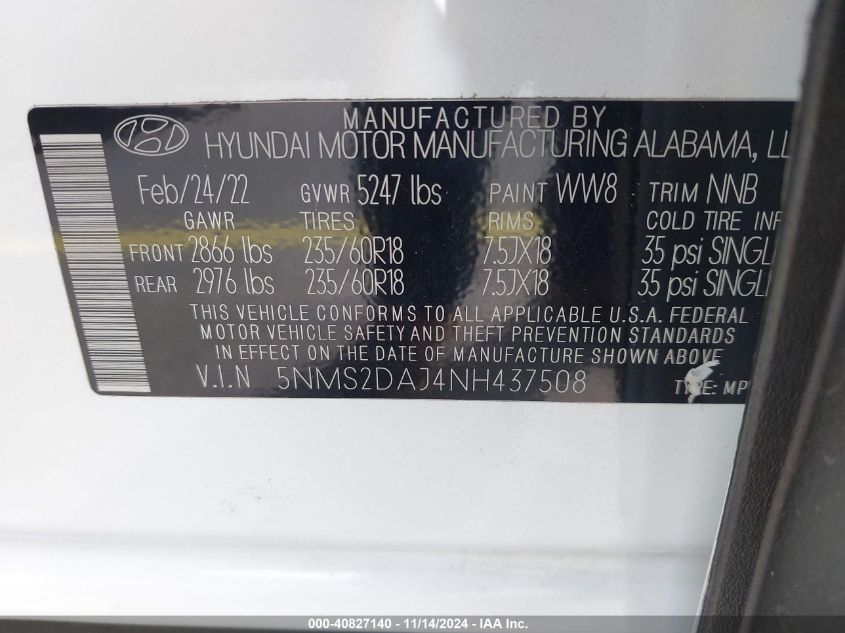 MANUFACTURED BY
HYUNDAI MOTOR MANUFACTURING ALABAMA, LL
Feb/24/22 GVWR 5247 lbs PAINT WW8 TRIM NNB
GAWR TIRES RIMS COLD TIRE INF
FRONT 2866 lbs 235/60R18 7.5JX18 35 psi SINGL
REAR 2976 lbs 235/60R18 7.5JX18 35 psi SINGL
THIS VEHICLE CONFORMS TO ALL APPLICABLE U.S.A. FEDERAL
MOTOR VEHICLE SAFETY AND THEFT PREVENTION STANDARDS
IN EFFECT ON THE DATE OF MANUFACTURE SHOWN ABOVE
V.I.N 5NMS2DAJ4NH437508 TYPE: MP
000-40827140 - 11/14/2024 - IAA Inc.